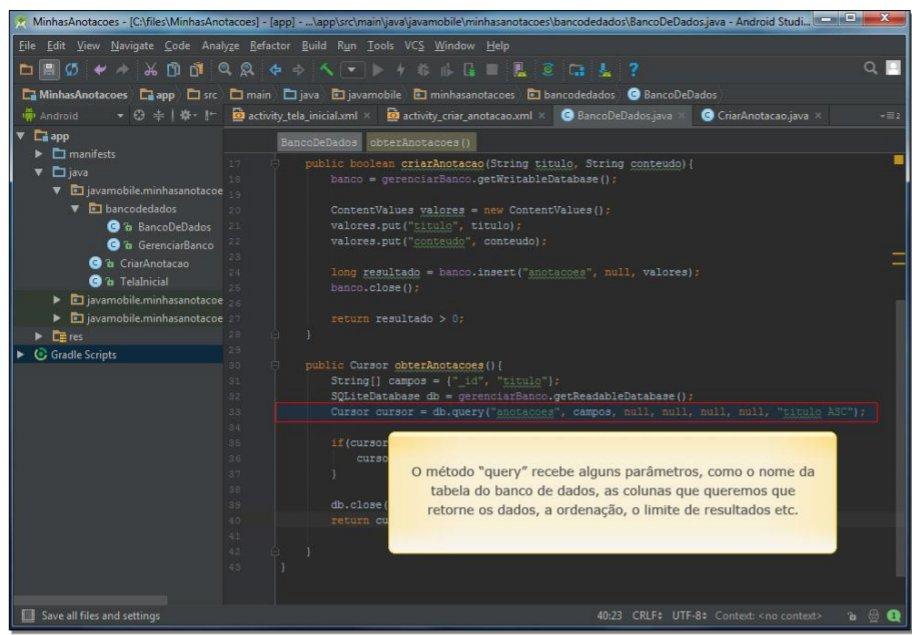 MinhasAnotacoes - [C:\files\MinhasAnotacoes] - [app] - ...\app\src\main\java\javamobile\minhasanotacoes\bancodedados\BancoDeDados.java - Android Studi...
File Edit View Navigate Code Analyze Refactor Build Run Tools VCS Window Help
MinhasAnotacoes app src main java javamobile minhasanotacoes bancodedados BancoDeDados
Android activity_tela_inicial.xml × activity_criar_anotacao.xml × BancoDeDados.java × CriarAnotacao.java ×
BancoDeDados obterAnotacoes()
app
manifests
java
javamobile.minhasanotacoe
bancodedados
BancoDeDados
GerenciarBanco
CriarAnotacao
TelaInicial
javamobile.minhasanotacoe
javamobile.minhasanotacoe
res
Gradle Scripts
17 public boolean criarAnotacao(String titulo, String conteudo){
18 banco = gerenciarBanco.getWritableDatabase();
19
20 ContentValues valores = new ContentValues();
21 valores.put("titulo", titulo);
22 valores.put("conteudo", conteudo);
23
24 long resultado = banco.insert("anotacoes", null, valores);
25 banco.close();
26
27 return resultado > 0;
28 }
29
30 public Cursor obterAnotacoes(){
31 String[] campos = {"_id", "titulo"};
32 SQLiteDatabase db = gerenciarBanco.getReadableDatabase();
33 Cursor cursor = db.query("anotacoes", campos, null, null, null, null, "titulo ASC");
34
35 if(cursor
36 curso
37 }
38
39 db.close(
40 return cu
41
42 }
43 }
O método "query" recebe alguns parâmetros, como o nome da
tabela do banco de dados, as colunas que queremos que
retorne os dados, a ordenação, o limite de resultados etc.
Save all files and settings 40:23 CRLF UTF-8 Context: <no context> 1